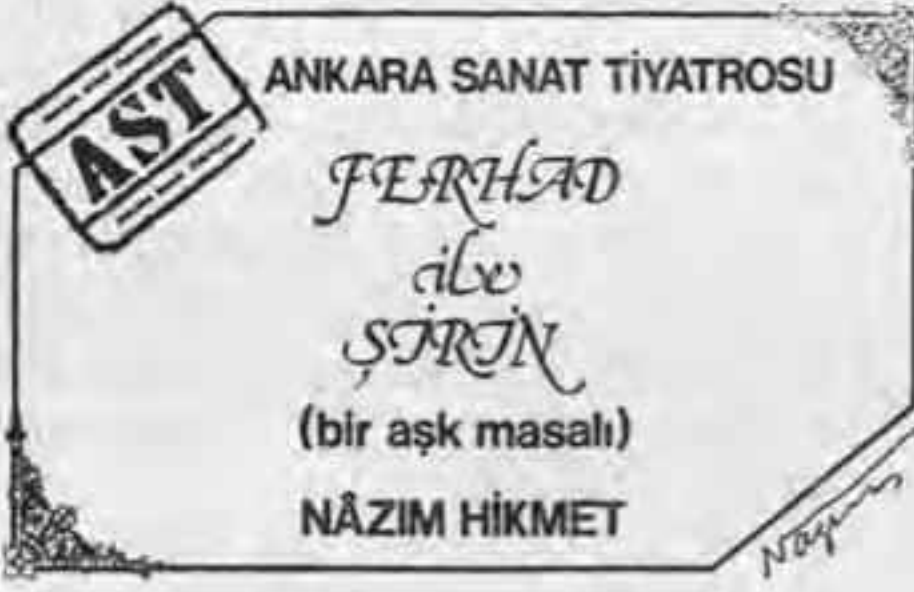 AST
ANKARA SANAT TİYATROSU
FERHAD
ile
ŞİRİN
(bir aşk masalı)
NÂZIM HİKMET